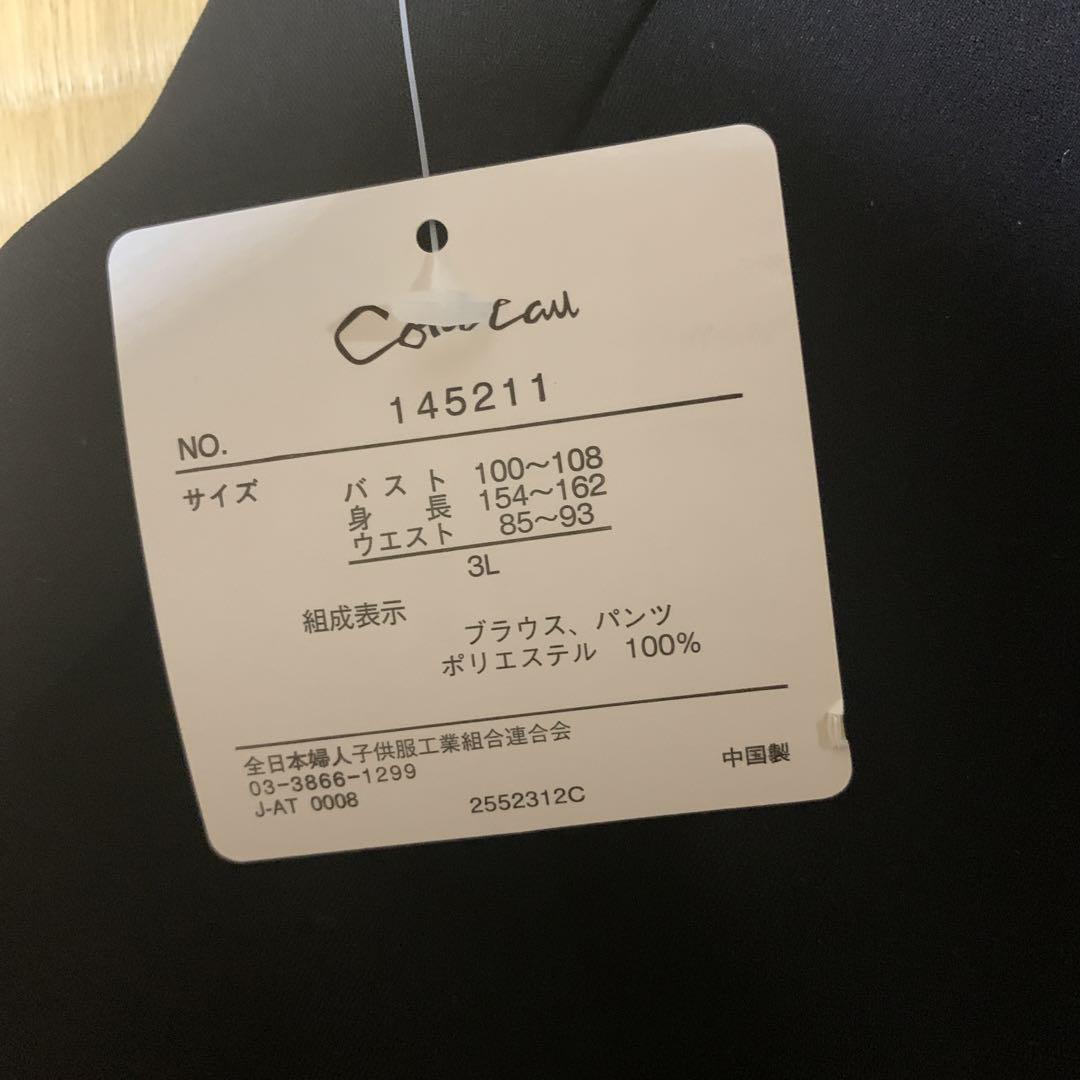 145211
NO.
サイズ
バスト 100～108
身長 154～162
ウエスト 85～93
3L
組成表示
ブラウス、パンツ
ポリエステル 100%
全日本婦人子供服工業組合連合会
03-3866-1299
J-AT 0008
2552312C
中国製